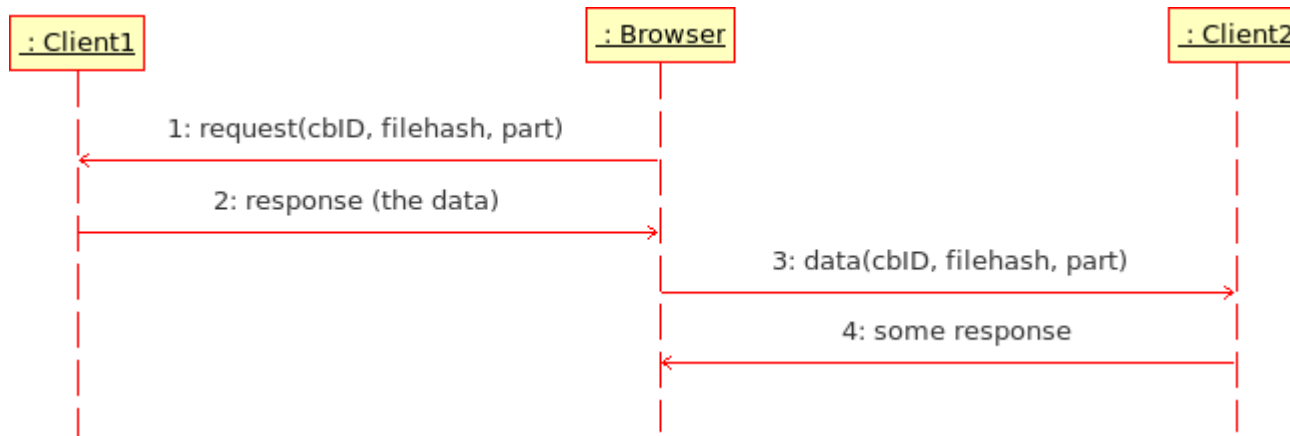 : Client1
: Browser
: Client2
1: request(cbID, filehash, part)
2: response (the data)
3: data(cbID, filehash, part)
4: some response